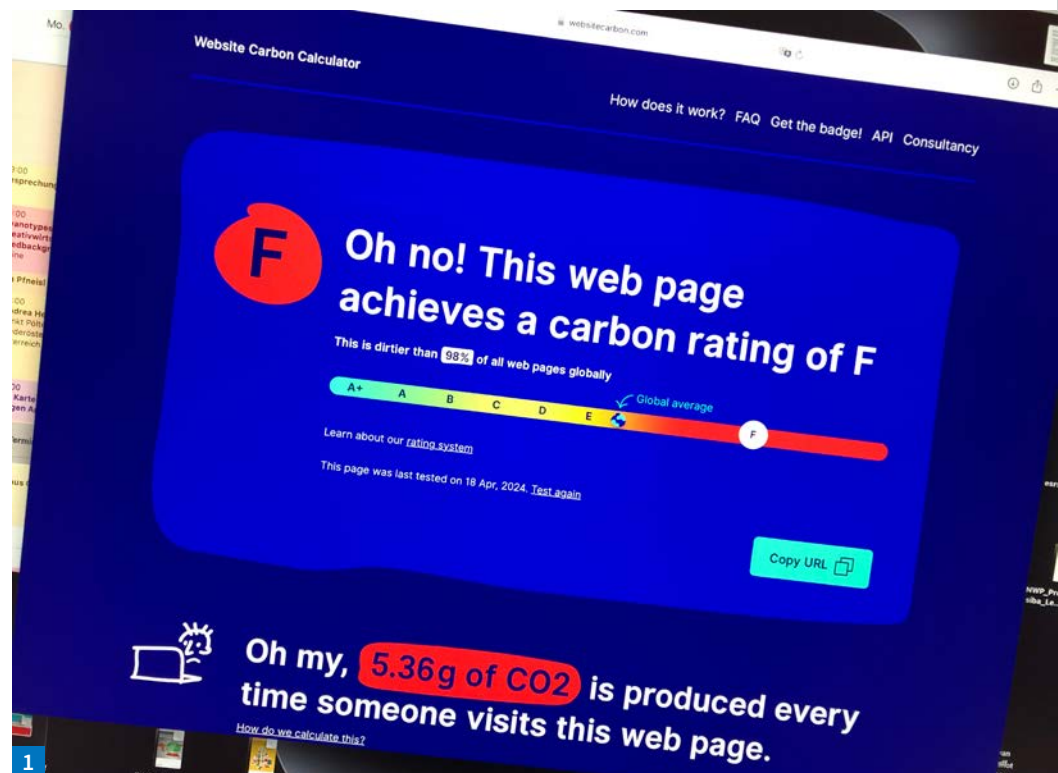 Mo.
websitecarbon.com
Website Carbon Calculator
How does it work? FAQ Get the badge! API Consultancy
F
Oh no! This web page
achieves a carbon rating of F
This is dirtier than 98% of all web pages globally
Global average
A+ A B C D E F
Learn about our rating system
This page was last tested on 18 Apr, 2024. Test again
Copy URL
Oh my, 5.36g of CO2 is produced every
time someone visits this web page.
How do we calculate this?
Pfneisl
1